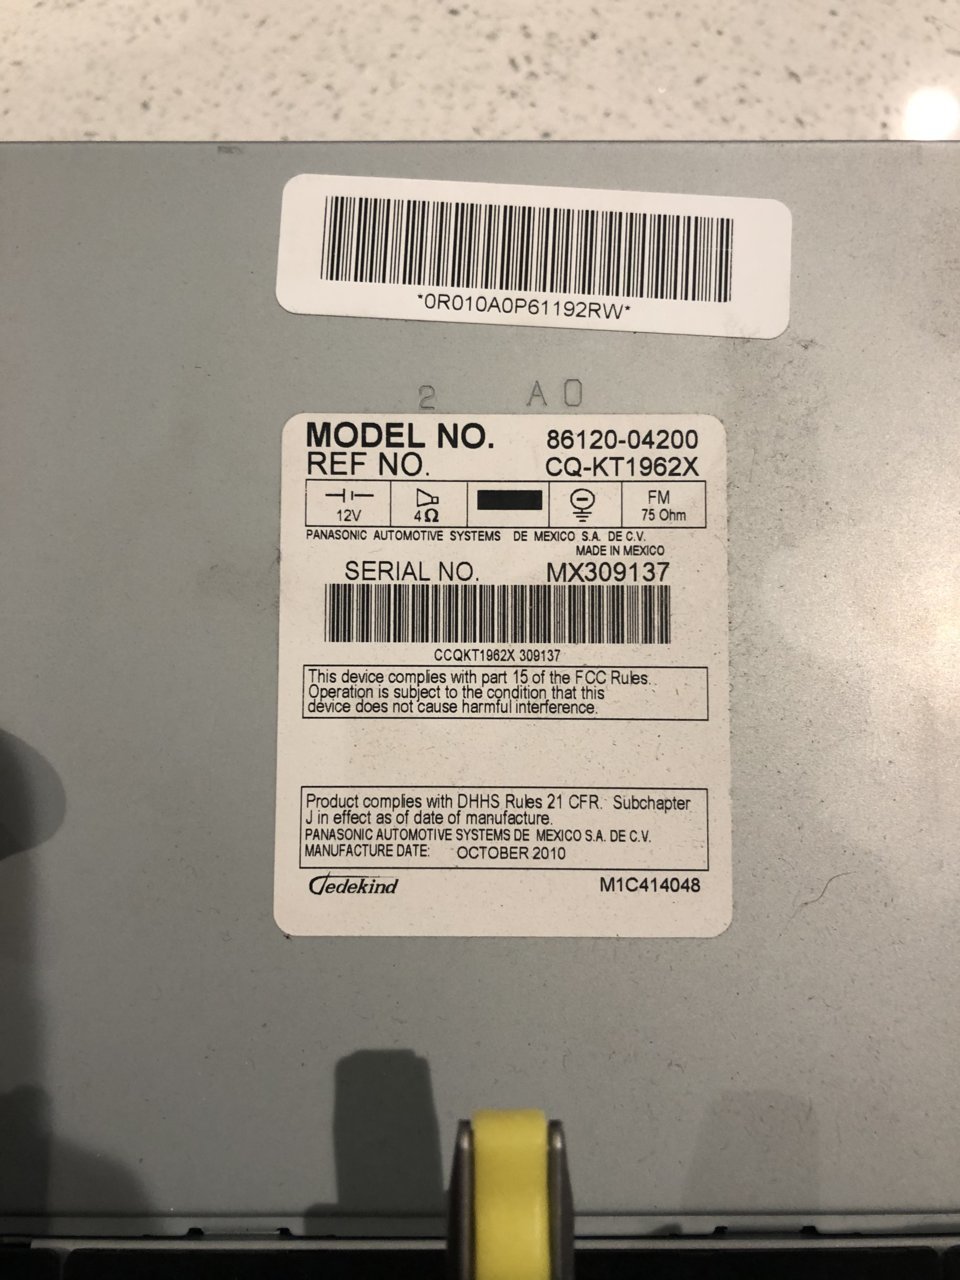 *0R010A0P61192RW*
2 A 0
MODEL NO. 86120-04200
REF NO. CQ-KT1962X
12V 4Ω FM 75 Ohm
PANASONIC AUTOMOTIVE SYSTEMS DE MEXICO S.A. DE C.V.
MADE IN MEXICO
SERIAL NO. MX309137
CCQKT1962X 309137
This device complies with part 15 of the FCC Rules.
Operation is subject to the condition that this
device does not cause harmful interference.
Product complies with DHHS Rules 21 CFR. Subchapter
J in effect as of date of manufacture.
PANASONIC AUTOMOTIVE SYSTEMS DE MEXICO S.A. DE C.V.
MANUFACTURE DATE: OCTOBER 2010
Gedekind M1C414048